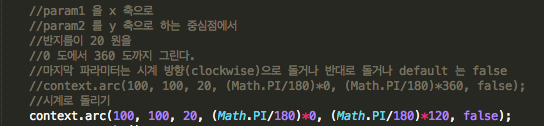 //param1 을 x 축으로
//param2 를 y 축으로 하는 중심점에서
//반지름이 20 원을
//0 도에서 360 도까지 그린다.
//마지막 파라미터는 시계 방향(clockwise)으로 돌거나 반대로 돌거나 default 는 false
//context.arc(100, 100, 20, (Math.PI/180)*0, (Math.PI/180)*360, false);
//시계로 돌리기
context.arc(100, 100, 20, (Math.PI/180)*0, (Math.PI/180)*120, false);